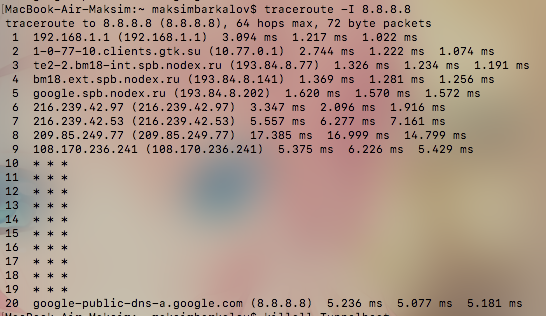 MacBook-Air-Maksim:~ maksimbarkalov$ traceroute -I 8.8.8.8
traceroute to 8.8.8.8 (8.8.8.8), 64 hops max, 72 byte packets
1 192.168.1.1 (192.168.1.1) 3.094 ms 1.217 ms 1.022 ms
2 1-0-77-10.clients.gtk.su (10.77.0.1) 2.744 ms 1.222 ms 1.074 ms
3 te2-2.bm18-int.spb.nodex.ru (193.84.8.77) 1.326 ms 1.234 ms 1.191 ms
4 bm18.ext.spb.nodex.ru (193.84.8.141) 1.369 ms 1.281 ms 1.256 ms
5 google.spb.nodex.ru (193.84.8.202) 1.620 ms 1.570 ms 1.572 ms
6 216.239.42.97 (216.239.42.97) 3.347 ms 2.096 ms 1.916 ms
7 216.239.42.53 (216.239.42.53) 5.557 ms 6.277 ms 7.161 ms
8 209.85.249.77 (209.85.249.77) 17.385 ms 16.999 ms 14.799 ms
9 108.170.236.241 (108.170.236.241) 5.375 ms 6.226 ms 5.429 ms
10 * * *
11 * * *
12 * * *
13 * * *
14 * * *
15 * * *
16 * * *
17 * * *
18 * * *
19 * * *
20 google-public-dns-a.google.com (8.8.8.8) 5.236 ms 5.077 ms 5.181 ms
MacBook-Air-Maksim:~ maksimbarkalov$ killall